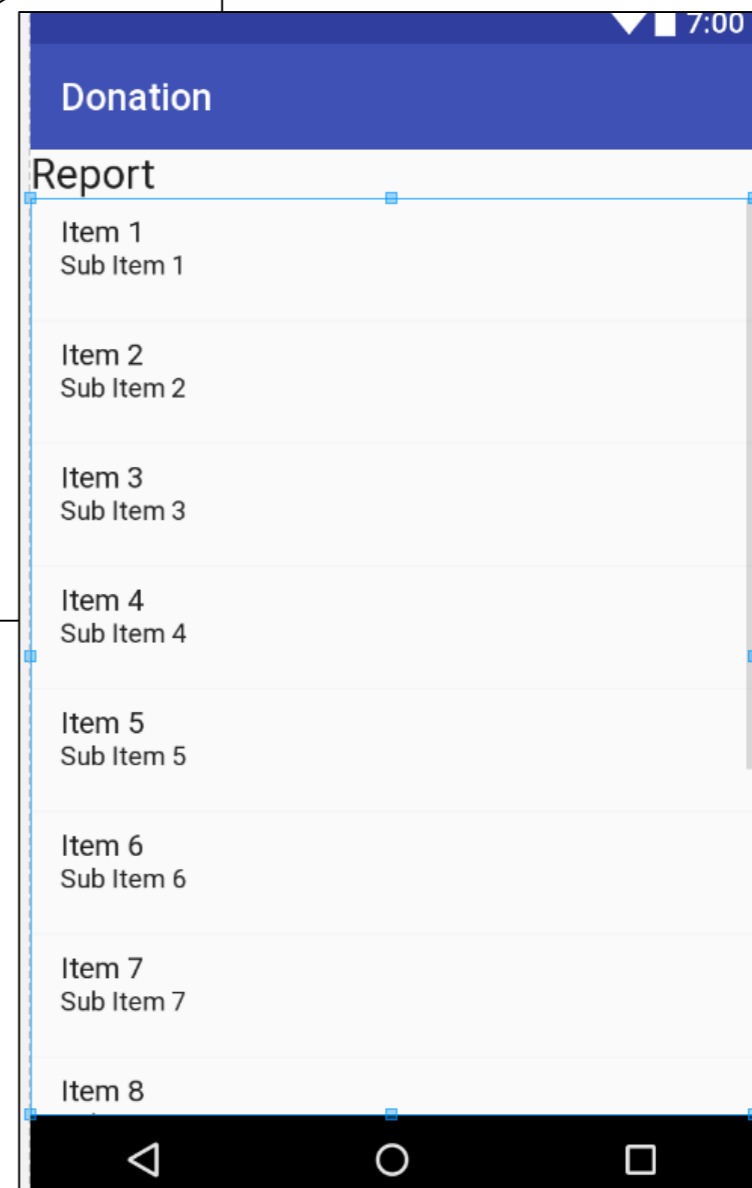 7:00
Donation
Report
Item 1
Sub Item 1
Item 2
Sub Item 2
Item 3
Sub Item 3
Item 4
Sub Item 4
Item 5
Sub Item 5
Item 6
Sub Item 6
Item 7
Sub Item 7
Item 8